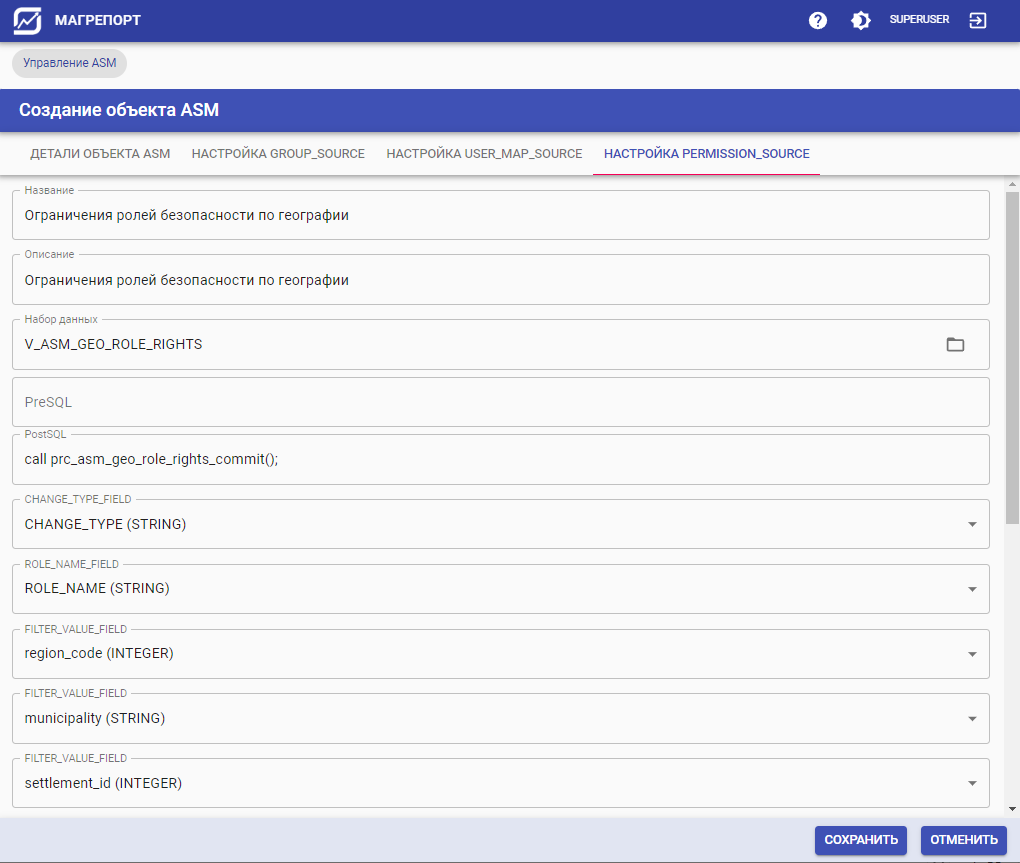 МАГРЕПОРТ
SUPERUSER
Управление ASM
Создание объекта ASM
ДЕТАЛИ ОБЪЕКТА ASM НАСТРОЙКА GROUP_SOURCE НАСТРОЙКА USER_MAP_SOURCE НАСТРОЙКА PERMISSION_SOURCE
Название
Ограничения ролей безопасности по географии
Описание
Ограничения ролей безопасности по географии
Набор данных
V_ASM_GEO_ROLE_RIGHTS
PreSQL
PostSQL
call prc_asm_geo_role_rights_commit();
CHANGE_TYPE_FIELD
CHANGE_TYPE (STRING)
ROLE_NAME_FIELD
ROLE_NAME (STRING)
FILTER_VALUE_FIELD
region_code (INTEGER)
FILTER_VALUE_FIELD
municipality (STRING)
FILTER_VALUE_FIELD
settlement_id (INTEGER)
СОХРАНИТЬ ОТМЕНИТЬ